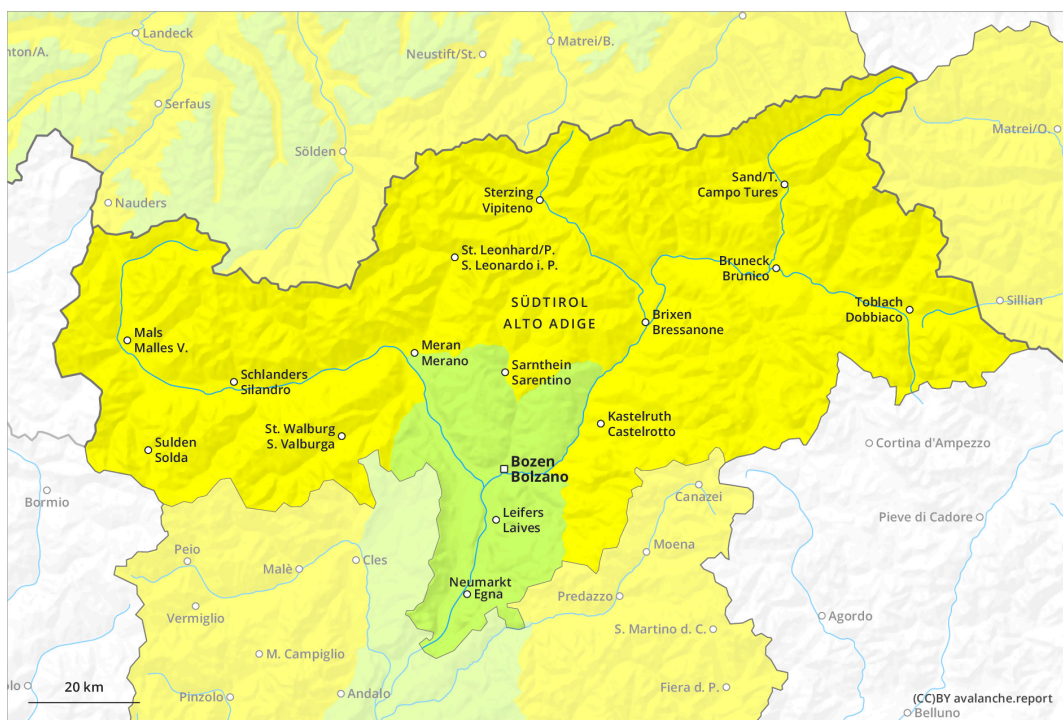 Landeck
nton/A.
Neustift/St.
Matrei/B.
Serfaus
Matrei/O.
Sölden
Sand/T.
Campo Tures
Sterzing
Vipiteno
Nauders
St. Leonhard/P.
S. Leonardo i. P.
Bruneck
Brunico
SÜDTIROL
ALTO ADIGE
Toblach
Dobbiaco
Sillian
Brixen
Bressanone
Mals
Malles V.
Meran
Merano
Sarnthein
Sarentino
Schlanders
Silandro
Kastelruth
Castelrotto
St. Walburg
S. Valburga
Sulden
Solda
Cortina d'Ampezzo
Bozen
Bolzano
Bormio
Canazei
Leifers
Laives
Pieve di Cadore
Peio
Moena
Cles
Malè
Neumarkt
Egna
Predazzo
Vermiglio
Agordo
S. Martino d. C.
M. Campiglio
olo
20 km
Pinzolo
Andalo
Fiera d. P.
(CC)BY avalanche.report
Belluno